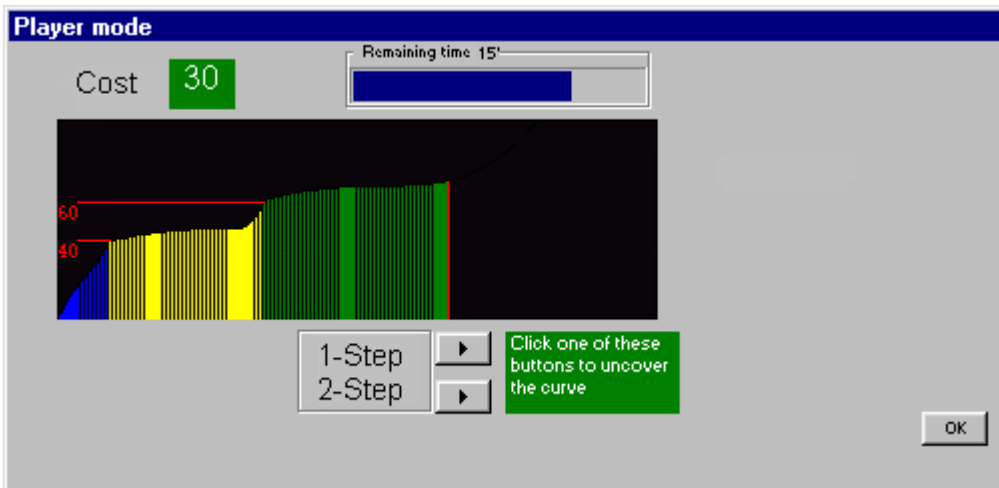 Player mode
Cost 30
Remaining time 15'
60
40
1-Step
2-Step
Click one of these
buttons to uncover
the curve
OK